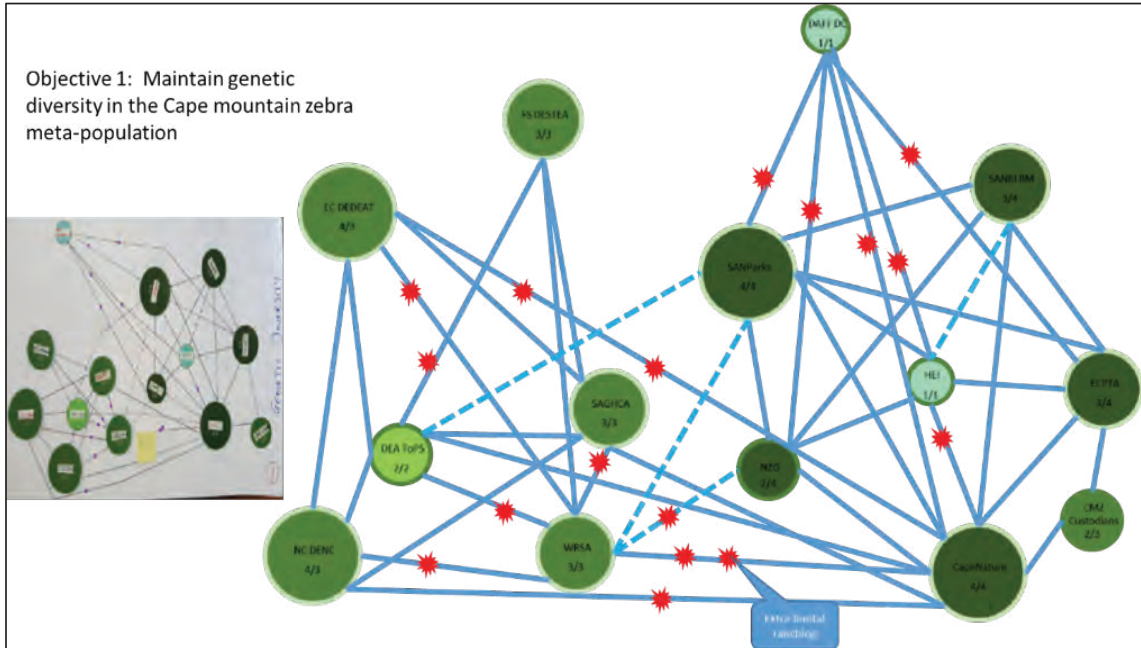 Objective 1: Maintain genetic
diversity in the Cape mountain zebra
meta-population
DAFF DC
1/1
FS DESTEA
3/3
SANBI BM
3/4
EC DEDEAT
4/3
SANParks
4/4
HEI
1/1
ECPTA
3/4
SAGHCA
3/3
DEA ToPS
2/2
NZG
2/4
CMZ
Custodians
2/3
NC DENC
4/3
WRSA
3/3
CapeNature
4/4
Extra-limital
ranching